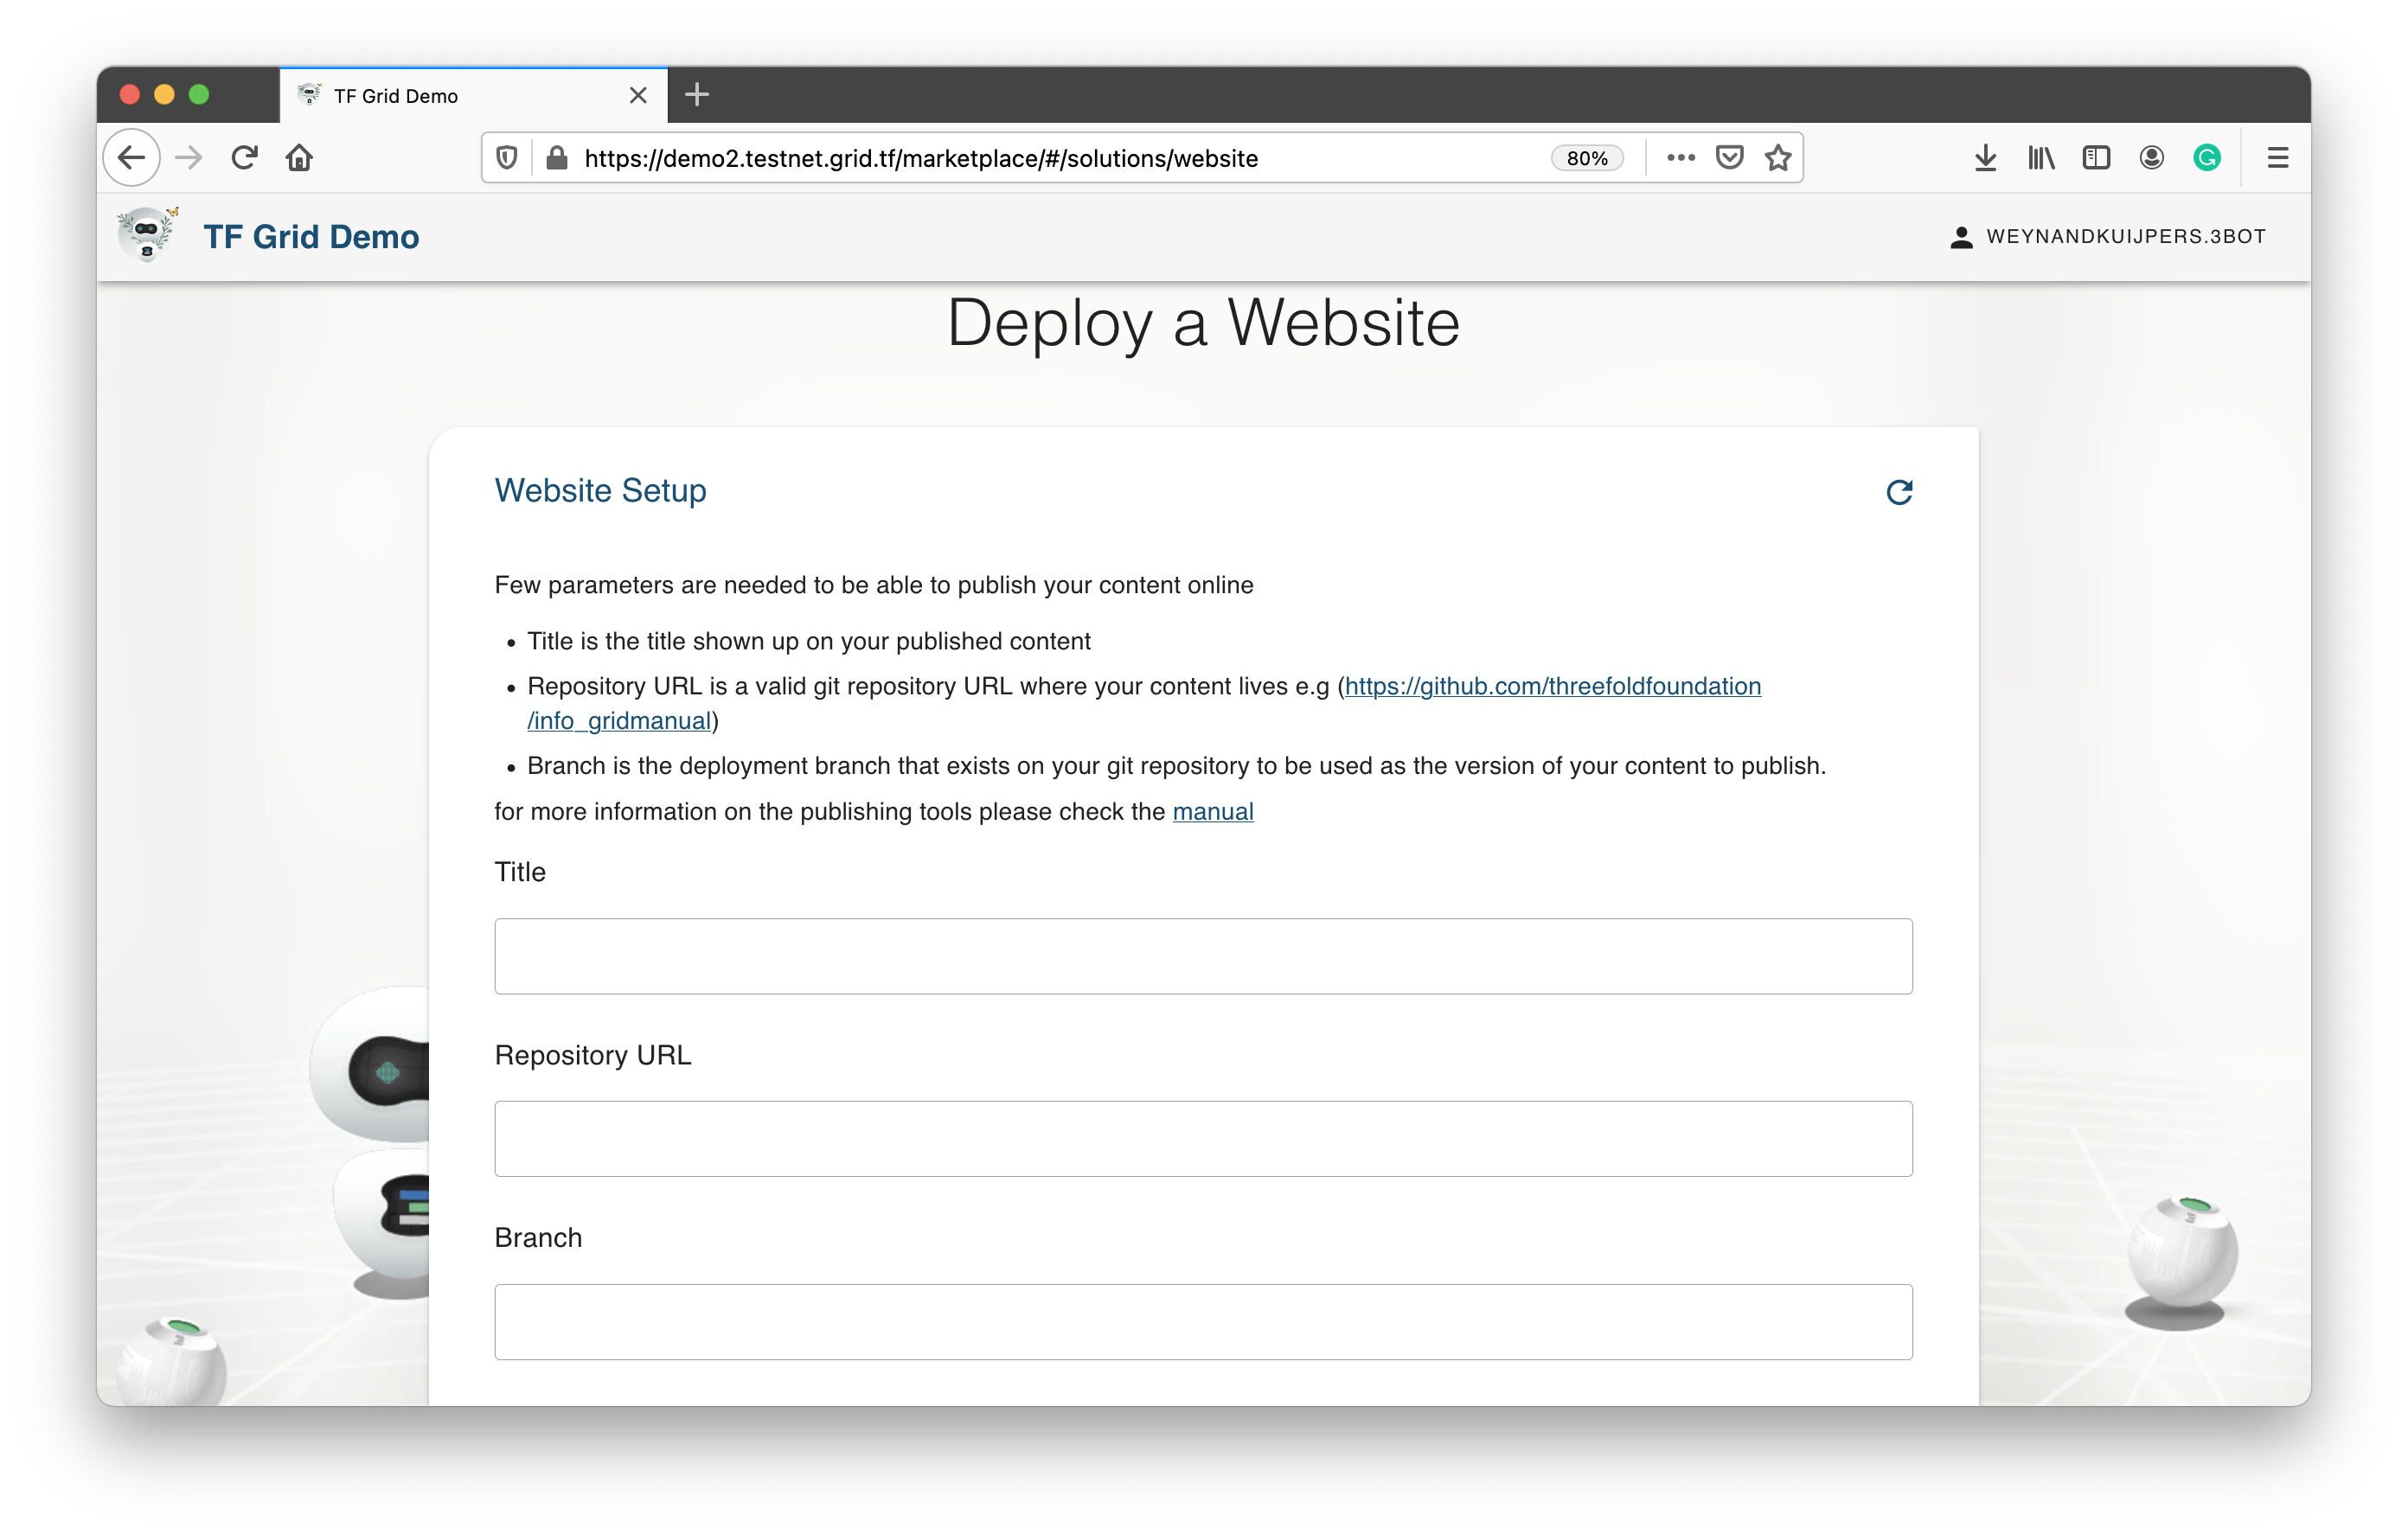 TF Grid Demo
https://demo2.testnet.grid.tf/marketplace/#/solutions/website
80%
TF Grid Demo
WEYNANDKUIJPERS.3BOT
Deploy a Website
Website Setup
Few parameters are needed to be able to publish your content online
• Title is the title shown up on your published content
• Repository URL is a valid git repository URL where your content lives e.g (https://github.com/threefoldfoundation
/info_gridmanual)
• Branch is the deployment branch that exists on your git repository to be used as the version of your content to publish.
for more information on the publishing tools please check the manual
Title
Repository URL
Branch